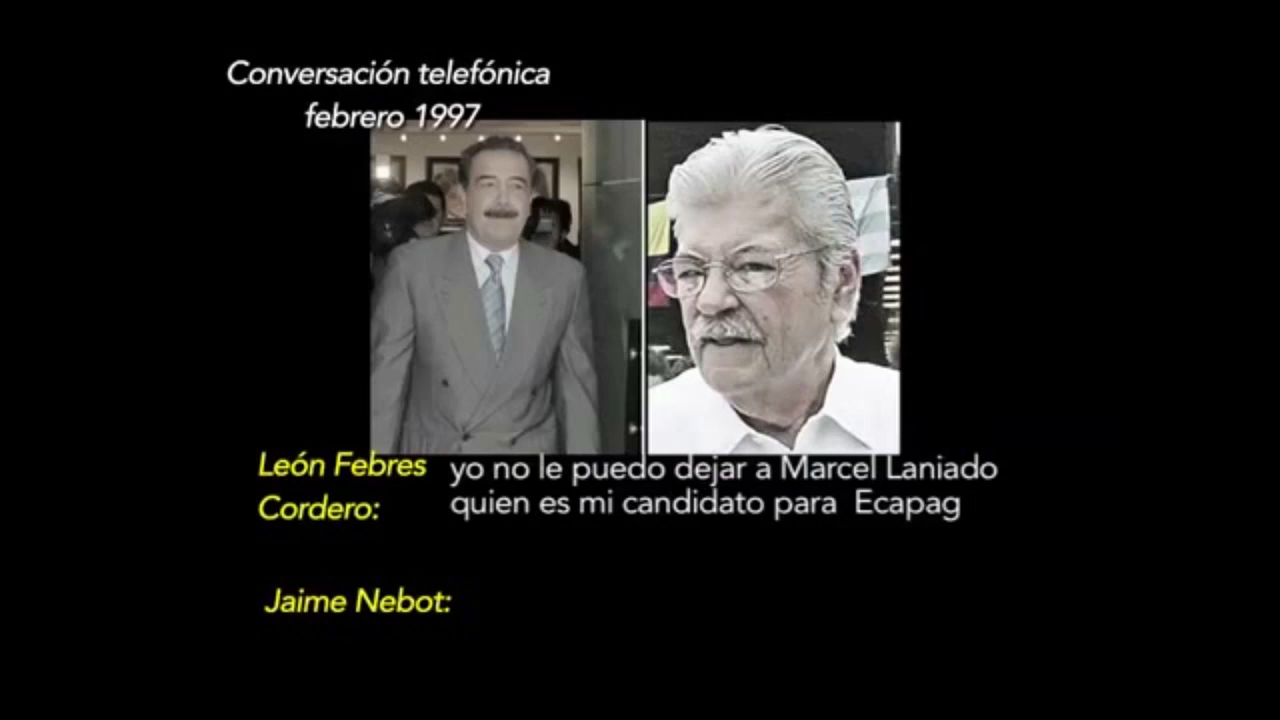 Conversación telefónica
febrero 1997
León Febres
Cordero:
yo no le puedo dejar a Marcel Laniado
quien es mi candidato para Ecapag
Jaime Nebot: